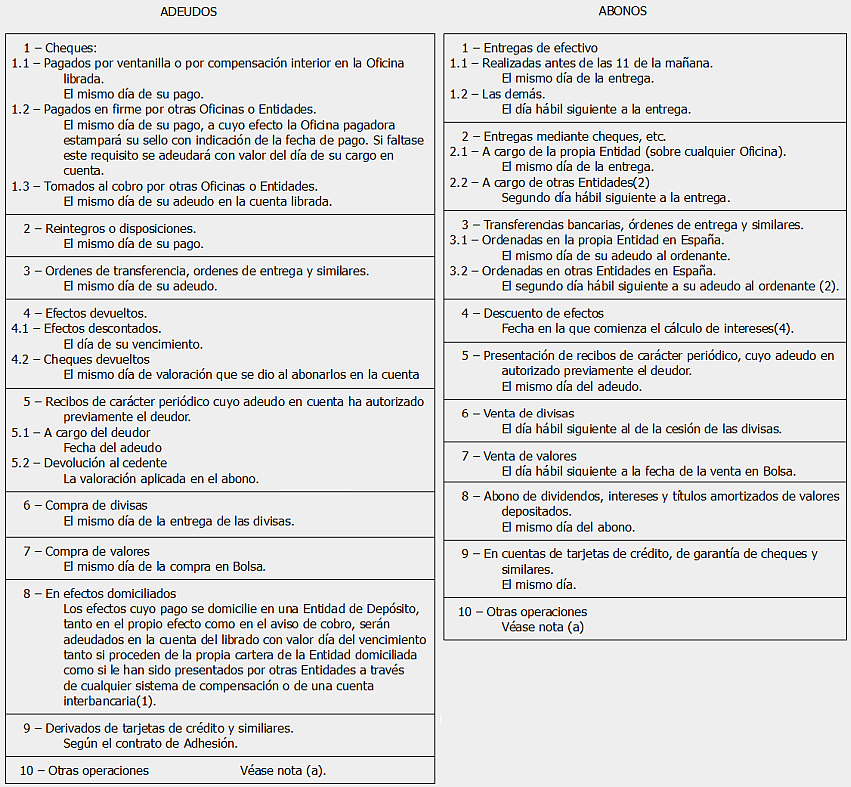 ADEUDOS
1 – Cheques:
1.1 – Pagados por ventanilla o por compensación interior en la Oficina
librada.
El mismo día de su pago.
1.2 – Pagados en firme por otras Oficinas o Entidades.
El mismo día de su pago, a cuyo efecto la Oficina pagadora
estampará su sello con indicación de la fecha de pago. Si faltase
este requisito se adeudará con valor del día de su cargo en
cuenta.
1.3 – Tomados al cobro por otras Oficinas o Entidades.
El mismo día de su adeudo en la cuenta librada.
2 – Reintegros o disposiciones.
El mismo día de su pago.
3 – Ordenes de transferencia, ordenes de entrega y similares.
El mismo día de su adeudo.
4 – Efectos devueltos.
4.1 – Efectos descontados.
El día de su vencimiento.
4.2 – Cheques devueltos
El mismo día de valoración que se dio al abonarlos en la cuenta
5 – Recibos de carácter periódico cuyo adeudo en cuenta ha autorizado
previamente el deudor.
5.1 – A cargo del deudor
Fecha del adeudo
5.2 – Devolución al cedente
La valoración aplicada en el abono.
6 – Compra de divisas
El mismo día de la entrega de las divisas.
7 – Compra de valores
El mismo día de la compra en Bolsa.
8 – En efectos domiciliados
Los efectos cuyo pago se domicilie en una Entidad de Depósito,
tanto en el propio efecto como en el aviso de cobro, serán
adeudados en la cuenta del librado con valor día del vencimiento
tanto si proceden de la propia cartera de la Entidad domiciliada
como si le han sido presentados por otras Entidades a través
de cualquier sistema de compensación o de una cuenta
interbancaria(1).
9 – Derivados de tarjetas de crédito y similiares.
Según el contrato de Adhesión.
10 – Otras operaciones Véase nota (a).
ABONOS
1 – Entregas de efectivo
1.1 – Realizadas antes de las 11 de la mañana.
El mismo día de la entrega.
1.2 – Las demás.
El día hábil siguiente a la entrega.
2 – Entregas mediante cheques, etc.
2.1 – A cargo de la propia Entidad (sobre cualquier Oficina).
El mismo día de la entrega.
2.2 – A cargo de otras Entidades(2)
Segundo día hábil siguiente a la entrega.
3 – Transferencias bancarias, órdenes de entrega y similares.
3.1 – Ordenadas en la propia Entidad en España.
El mismo día de su adeudo al ordenante.
3.2 – Ordenadas en otras Entidades en España.
El segundo día hábil siguiente a su adeudo al ordenante (2).
4 – Descuento de efectos
Fecha en la que comienza el cálculo de intereses(4).
5 – Presentación de recibos de carácter periódico, cuyo adeudo en
autorizado previamente el deudor.
El mismo día del adeudo.
6 – Venta de divisas
El día hábil siguiente al de la cesión de las divisas.
7 – Venta de valores
El día hábil siguiente a la fecha de la venta en Bolsa.
8 – Abono de dividendos, intereses y títulos amortizados de valores
depositados.
El mismo día del abono.
9 – En cuentas de tarjetas de crédito, de garantía de cheques y
similares.
El mismo día.
10 – Otras operaciones
Véase nota (a)